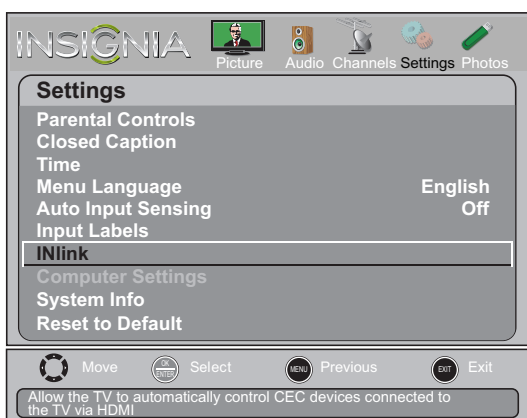 INSIGNIA
Picture Audio Channels Settings Photos
Settings
Parental Controls
Closed Caption
Time
Menu Language English
Auto Input Sensing Off
Input Labels
INlink
Computer Settings
System Info
Reset to Default
Move OK ENTER Select MENU Previous EXIT Exit
Allow the TV to automatically control CEC devices connected to
the TV via HDMI